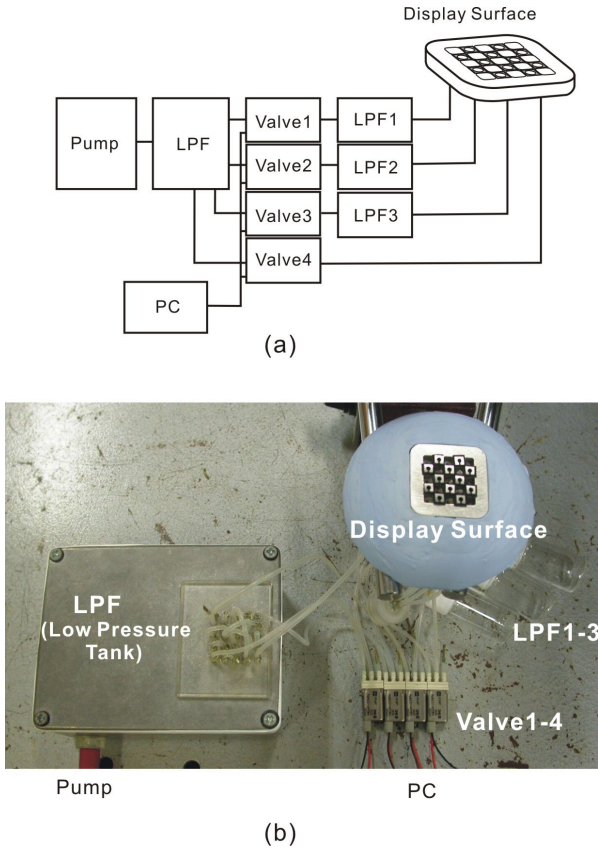 Display Surface
Pump
LPF
Valve1
LPF1
Valve2
LPF2
Valve3
LPF3
Valve4
PC
(a)
Display Surface
LPF
(Low Pressure
Tank)
LPF1-3
Valve1-4
Pump
PC
(b)